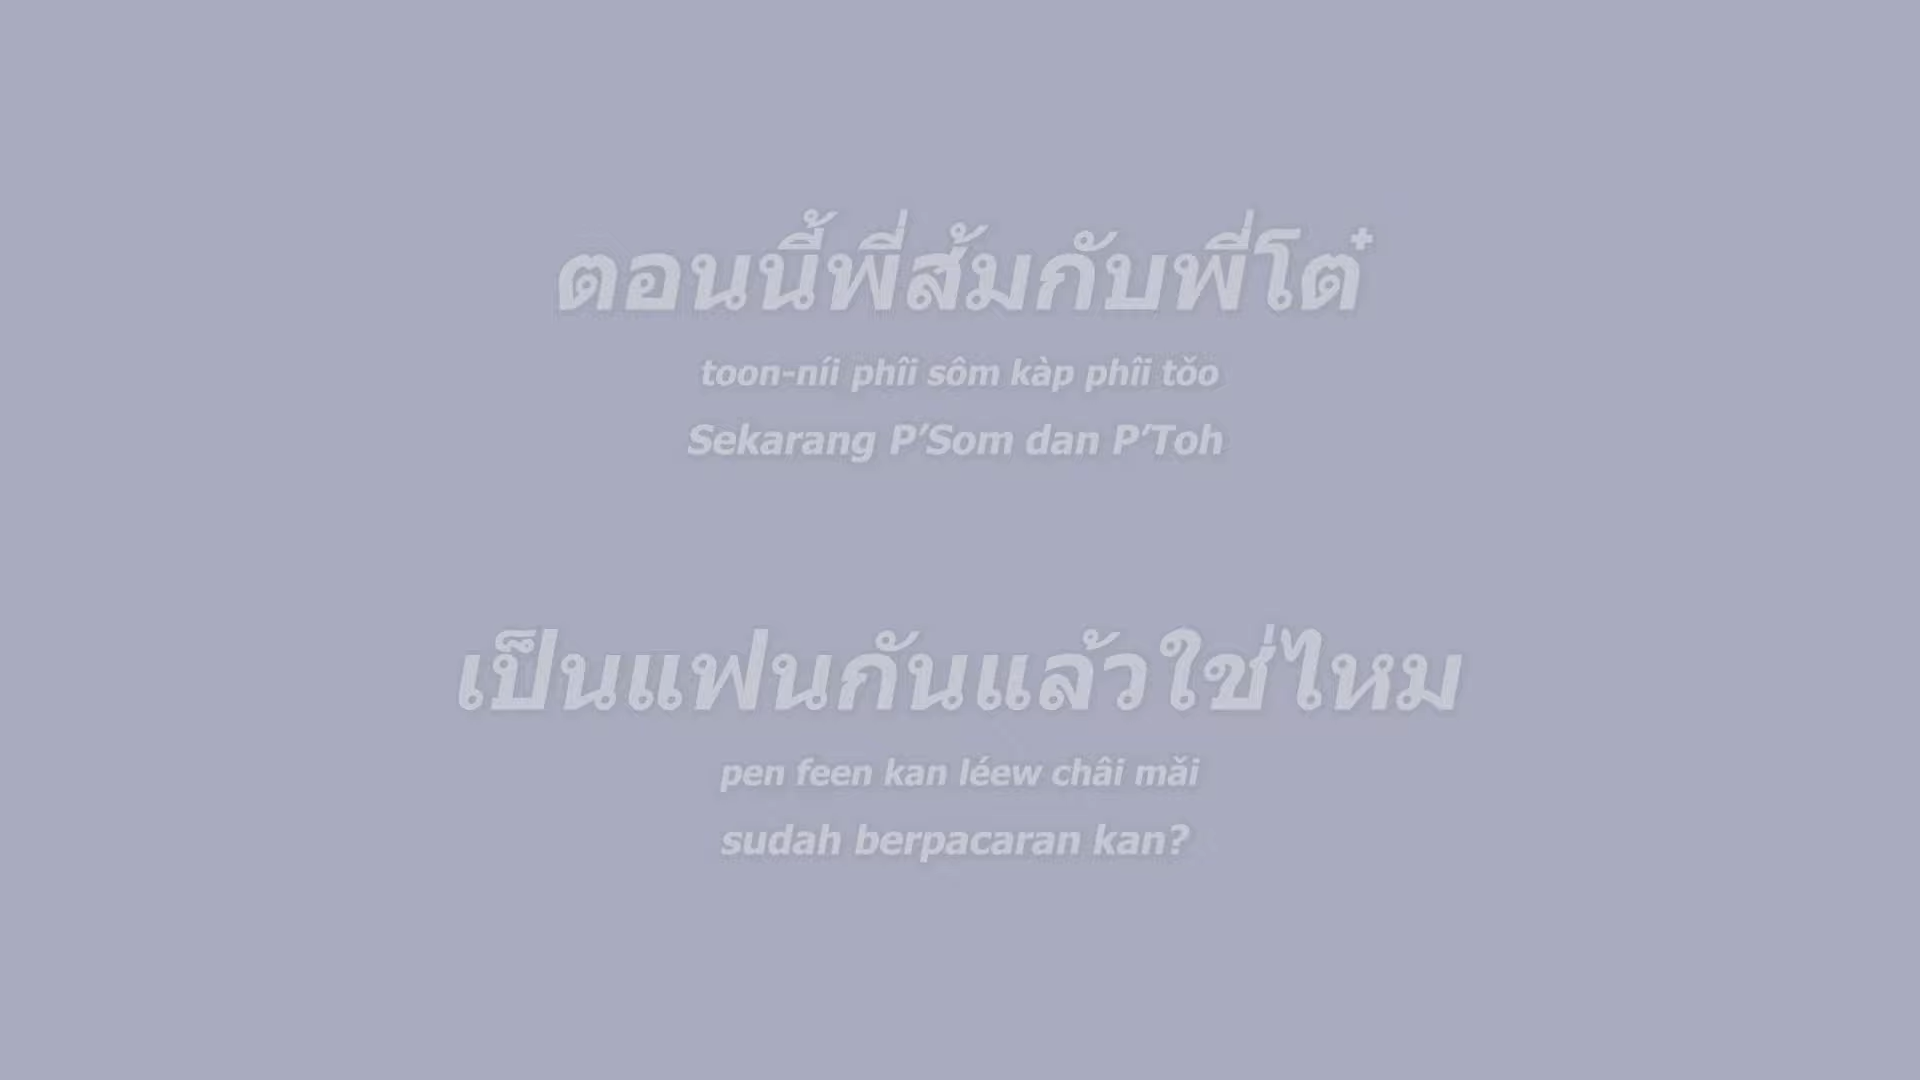 ตอนนี้พี่ส้มกับพี่โต๋
toon-níi phîi sôm kàp phîi tǒo
Sekarang P’Som dan P’Toh
เป็นแฟนกันแล้วใช่ไหม
pen feen kan léew châi mǎi
sudah berpacaran kan?